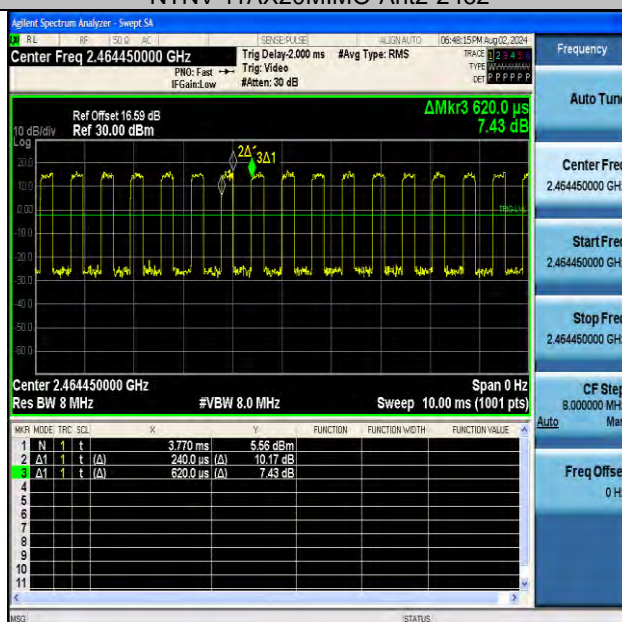 NTNV-11AX20MIMO-Ant2-2452
Agilent Spectrum Analyzer - Swept SA
RL RF 50 Ω AC SENSE:PULSE ALIGN AUTO 06:48:15 PM Aug 02, 2024
Center Freq 2.464450000 GHz Trig Delay-2.000 ms #Avg Type: RMS TRACE 1 2 3 4 5 6
PNO: Fast Trig: Video TYPE
IFGain:Low #Atten: 30 dB DET P P P P P P
Frequency
ΔMkr3 620.0 µs
7.43 dB
Ref Offset 16.59 dB
10 dB/div Ref 30.00 dBm
Log
20.0
10.0
0.00
-10.0
-20.0
-30.0
-40.0
-50.0
-60.0
2Δ 3Δ1
TRIG LVL
Center 2.464450000 GHz Span 0 Hz
Res BW 8 MHz #VBW 8.0 MHz Sweep 10.00 ms (1001 pts)
MKR MODE TRC SCL X Y FUNCTION FUNCTION WIDTH FUNCTION VALUE
1 N 1 t 3.770 ms 5.56 dBm
2 Δ1 1 t (Δ) 240.0 µs (Δ) 10.17 dB
3 Δ1 1 t (Δ) 620.0 µs (Δ) 7.43 dB
4
5
6
7
8
9
10
11
MSG STATUS
Auto Tune
Center Freq
2.464450000 GHz
Start Freq
2.464450000 GHz
Stop Freq
2.464450000 GHz
CF Step
8.000000 MHz
Auto Man
Freq Offset
0 Hz